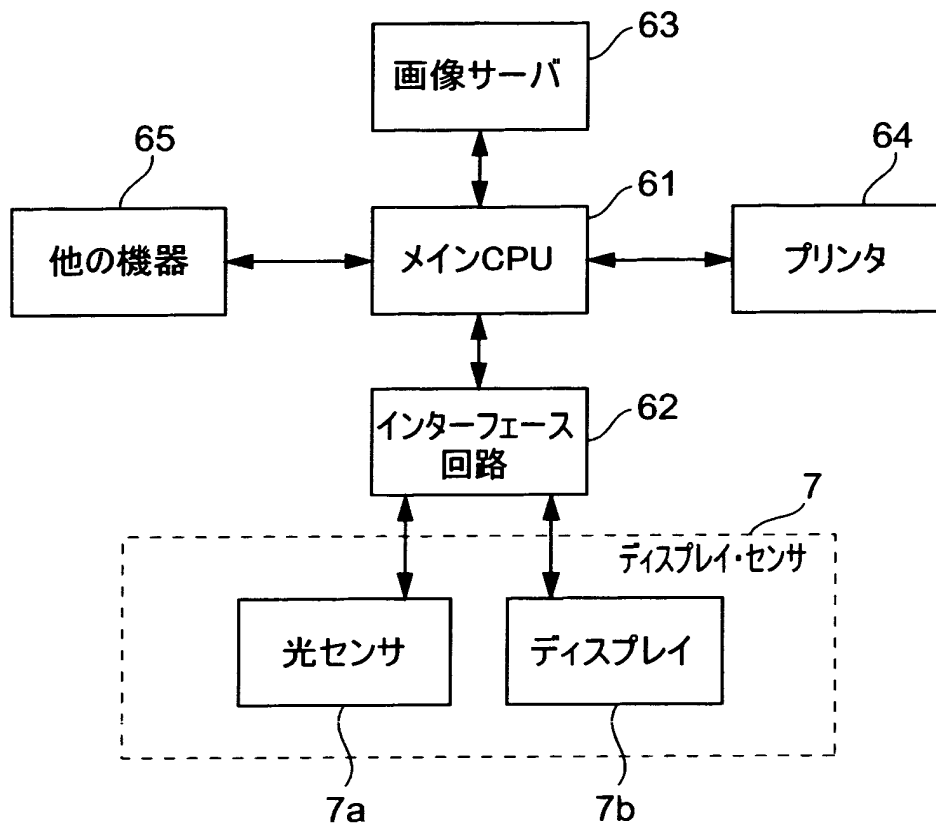 63
画像サーバ
65
61
64
他の機器
メインCPU
プリンタ
62
インターフェース
回路
7
ディスプレイ・センサ
光センサ
ディスプレイ
7a
7b